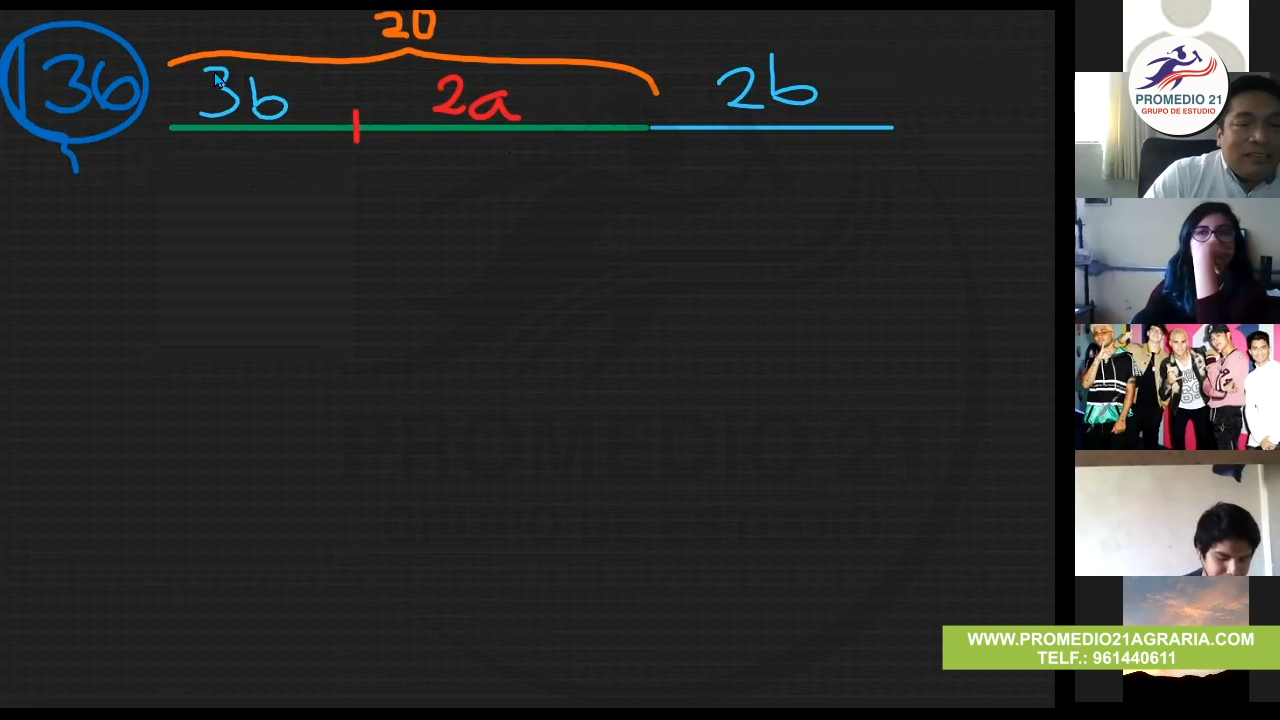 20
136 3b 2a 2b
PROMEDIO 21
GRUPO DE ESTUDIO
WWW.PROMEDIO21AGRARIA.COM
TELF.: 961440611